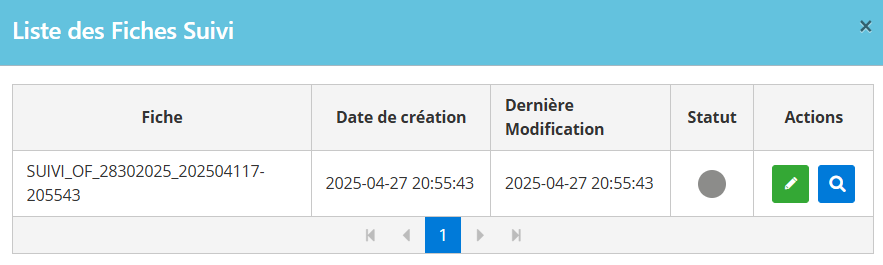 Liste des Fiches Suivi
×
Fiche
Date de création
Dernière
Modification
Statut
Actions
SUIVI_OF_28302025_202504117-
205543
2025-04-27 20:55:43
2025-04-27 20:55:43
1